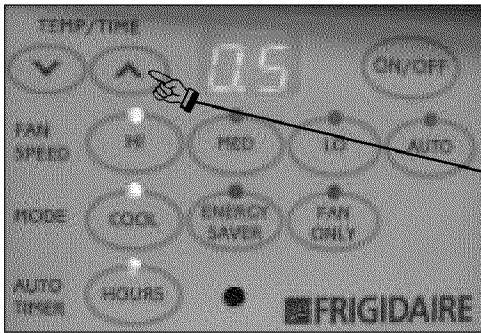 TEMP/TIME
0.5
ON/OFF
FAN SPEED
HI
MED
LO
AUTO
MODE
COOL
ENERGY SAVER
FAN ONLY
AUTO TIMER
HOURS
FRIGIDAIRE